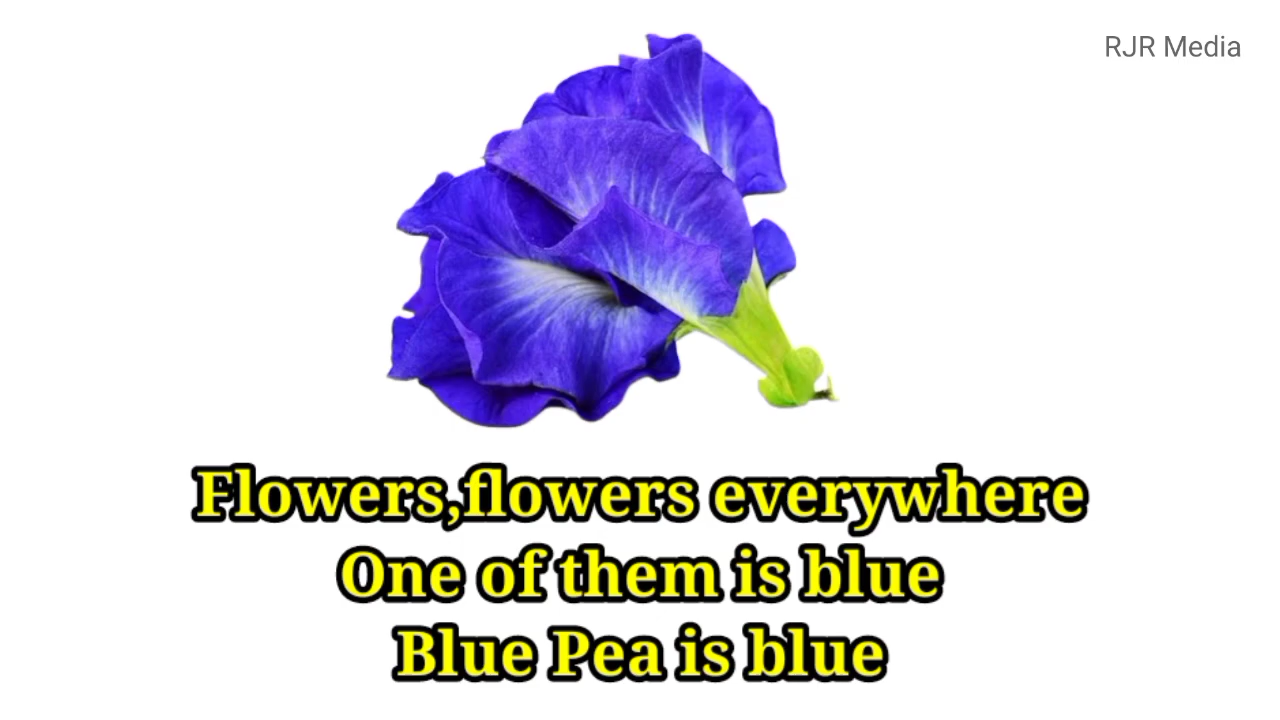 RJR Media
Flowers,flowers everywhere
One of them is blue
Blue Pea is blue